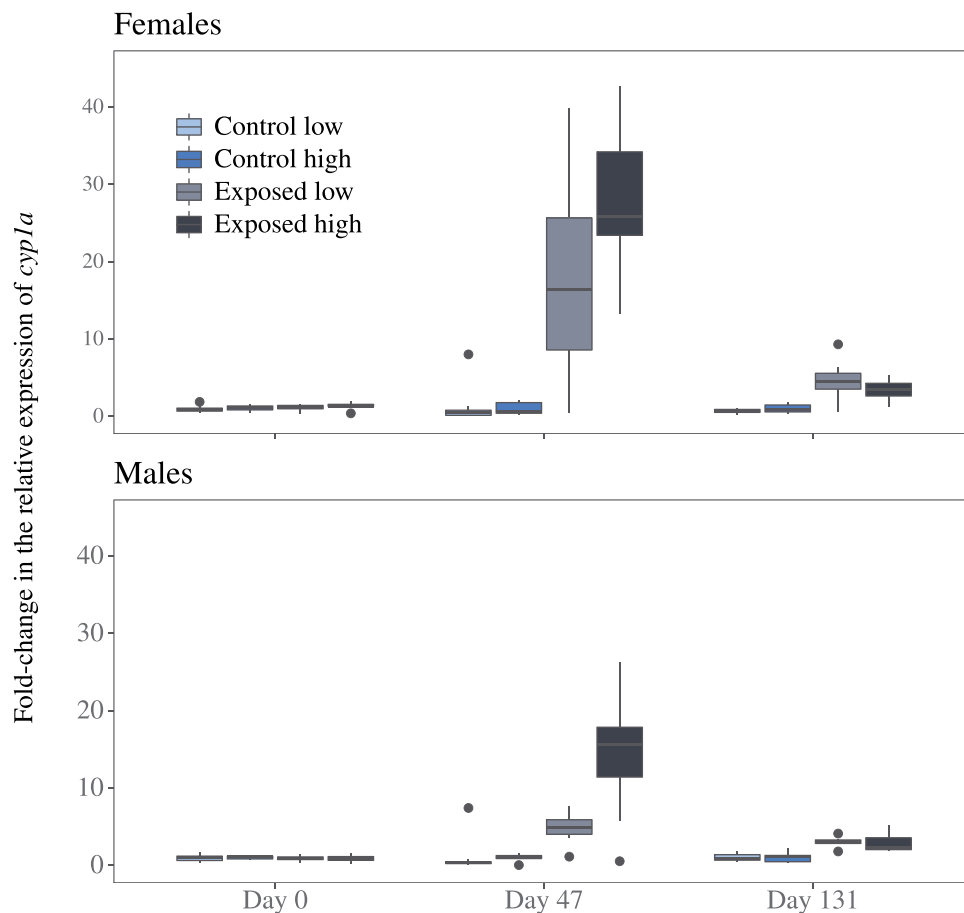 Females
Fold-change in the relative expression of cyp1a
40
30
20
10
0
Control low
Control high
Exposed low
Exposed high
Males
40
30
20
10
0
Day 0
Day 47
Day 131